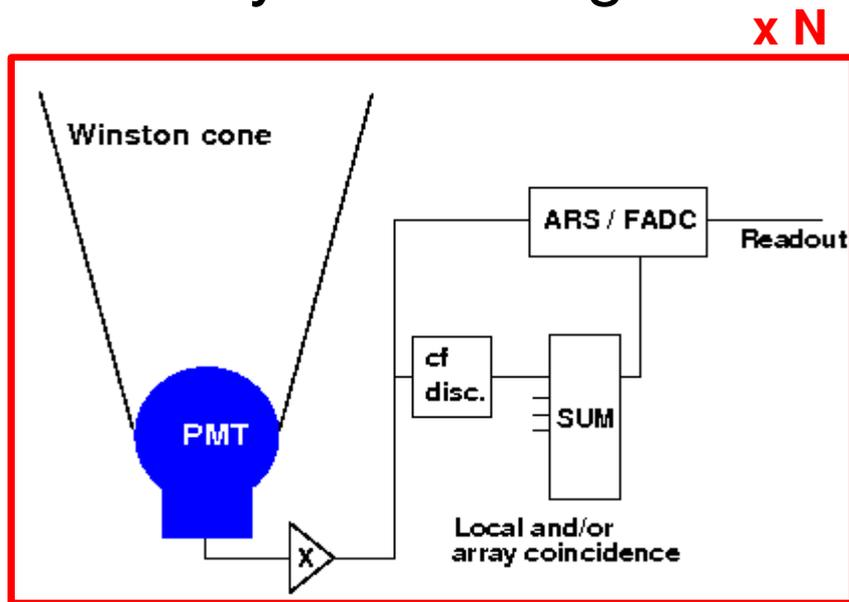 x N
Winston cone
ARS / FADC
Readout
cf
disc.
SUM
PMT
X
Local and/or
array coincidence